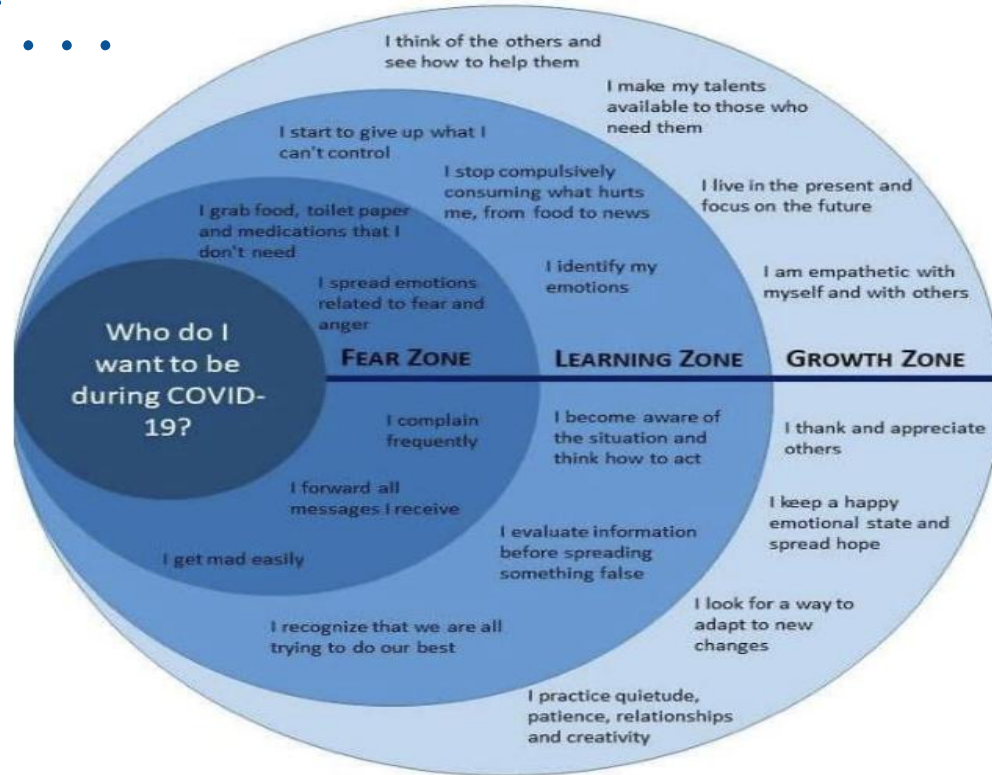 I think of the others and
see how to help them
I make my talents
available to those who
need them
I start to give up what I
can't control
I stop compulsively
consuming what hurts
me, from food to news
I live in the present and
focus on the future
I grab food, toilet paper
and medications that I
don't need
I identify my
emotions
I am empathetic with
myself and with others
I spread emotions
related to fear and
anger
Who do I
want to be
during COVID-
19?
FEAR ZONE
LEARNING ZONE
GROWTH ZONE
I complain
frequently
I become aware of
the situation and
think how to act
I thank and appreciate
others
I forward all
messages I receive
I keep a happy
emotional state and
spread hope
I get mad easily
I evaluate information
before spreading
something false
I look for a way to
adapt to new
changes
I recognize that we are all
trying to do our best
I practice quietude,
patience, relationships
and creativity